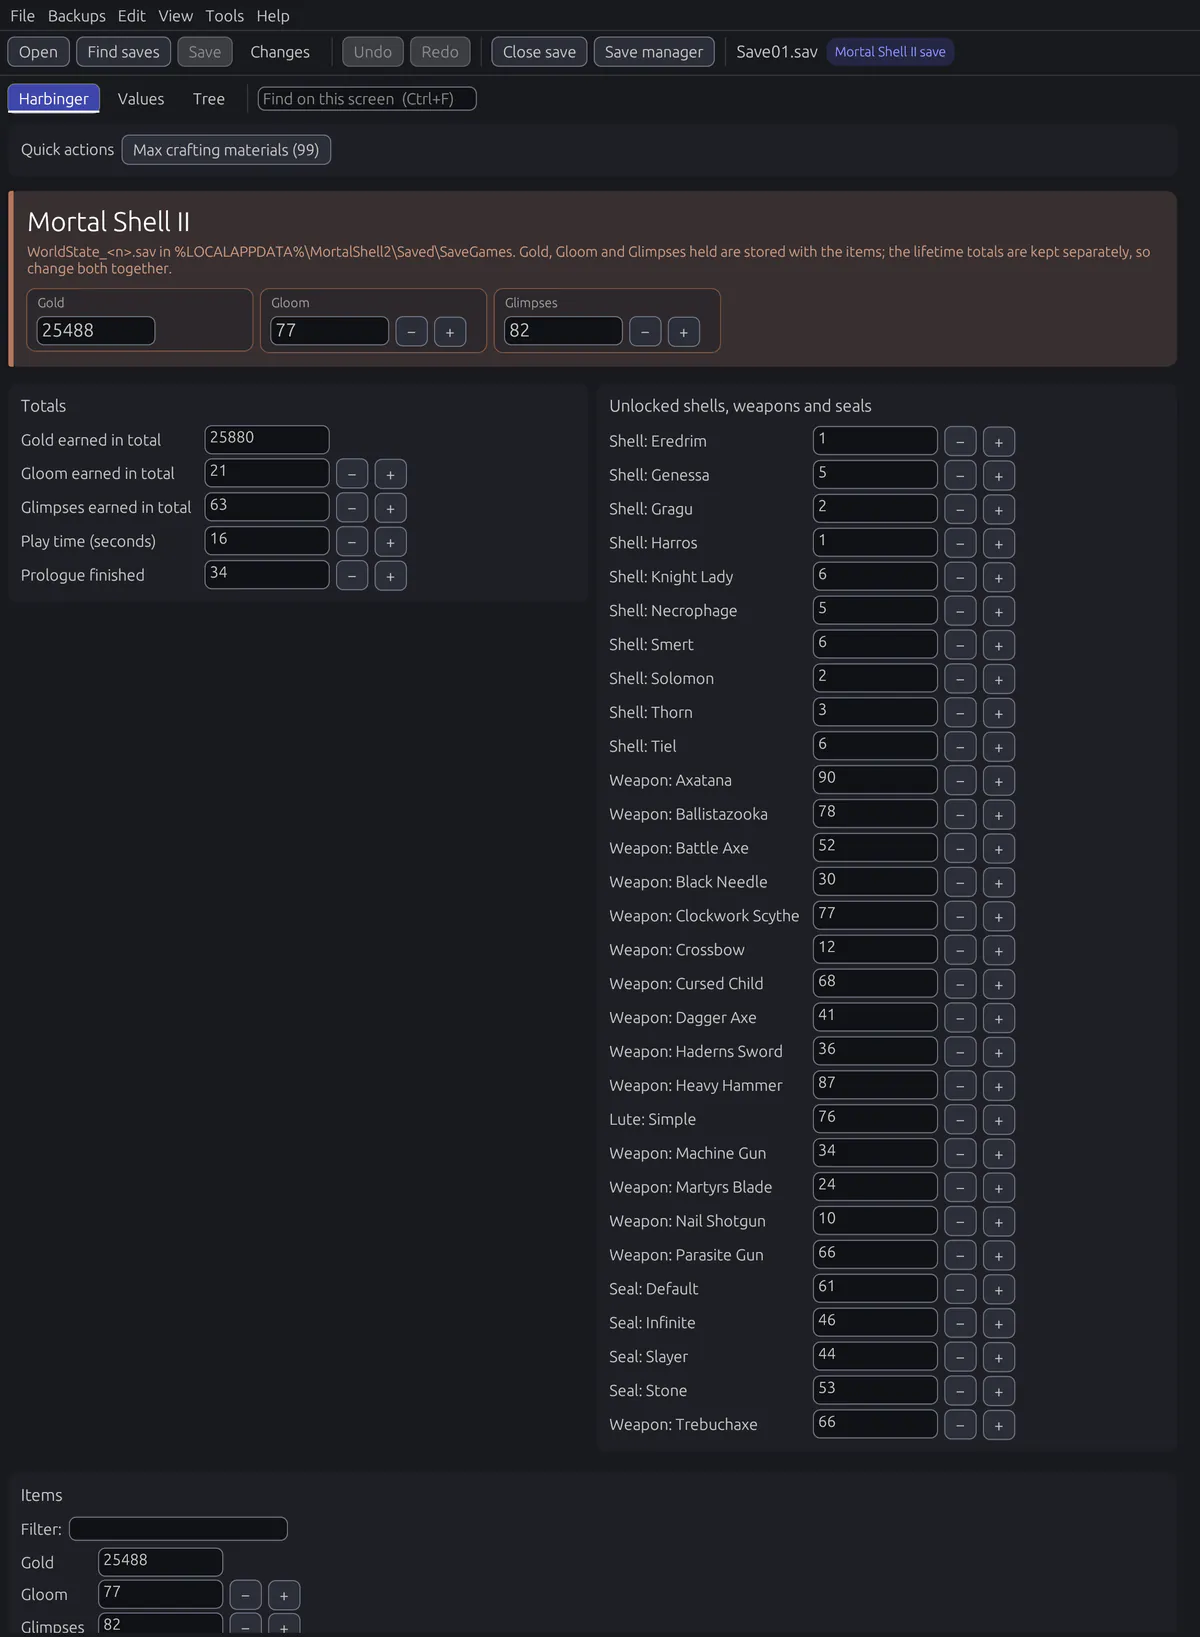 File Backups Edit View Tools Help
Open Find saves Save Changes Undo Redo Close save Save manager Save01.sav Mortal Shell II save
Harbinger Values Tree Find on this screen (Ctrl+F)
Quick actions Max crafting materials (99)
Mortal Shell II
WorldState_<n>.sav in %LOCALAPPDATA%\MortalShell2\Saved\SaveGames. Gold, Gloom and Glimpses held are stored with the items; the lifetime totals are kept separately, so
change both together.
Gold Gloom Glimpses
25488 77 − + 82 − +
Totals
Gold earned in total 25880
Gloom earned in total 21 − +
Glimpses earned in total 63 − +
Play time (seconds) 16 − +
Prologue finished 34 − +
Unlocked shells, weapons and seals
Shell: Eredrim 1 − +
Shell: Genessa 5 − +
Shell: Gragu 2 − +
Shell: Harros 1 − +
Shell: Knight Lady 6 − +
Shell: Necrophage 5 − +
Shell: Smert 6 − +
Shell: Solomon 2 − +
Shell: Thorn 3 − +
Shell: Tiel 6 − +
Weapon: Axatana 90 − +
Weapon: Ballistazooka 78 − +
Weapon: Battle Axe 52 − +
Weapon: Black Needle 30 − +
Weapon: Clockwork Scythe 77 − +
Weapon: Crossbow 12 − +
Weapon: Cursed Child 68 − +
Weapon: Dagger Axe 41 − +
Weapon: Haderns Sword 36 − +
Weapon: Heavy Hammer 87 − +
Lute: Simple 76 − +
Weapon: Machine Gun 34 − +
Weapon: Martyrs Blade 24 − +
Weapon: Nail Shotgun 10 − +
Weapon: Parasite Gun 66 − +
Seal: Default 61 − +
Seal: Infinite 46 − +
Seal: Slayer 44 − +
Seal: Stone 53 − +
Weapon: Trebuchaxe 66 − +
Items
Filter:
Gold 25488
Gloom 77 − +
Glimpses 82 − +